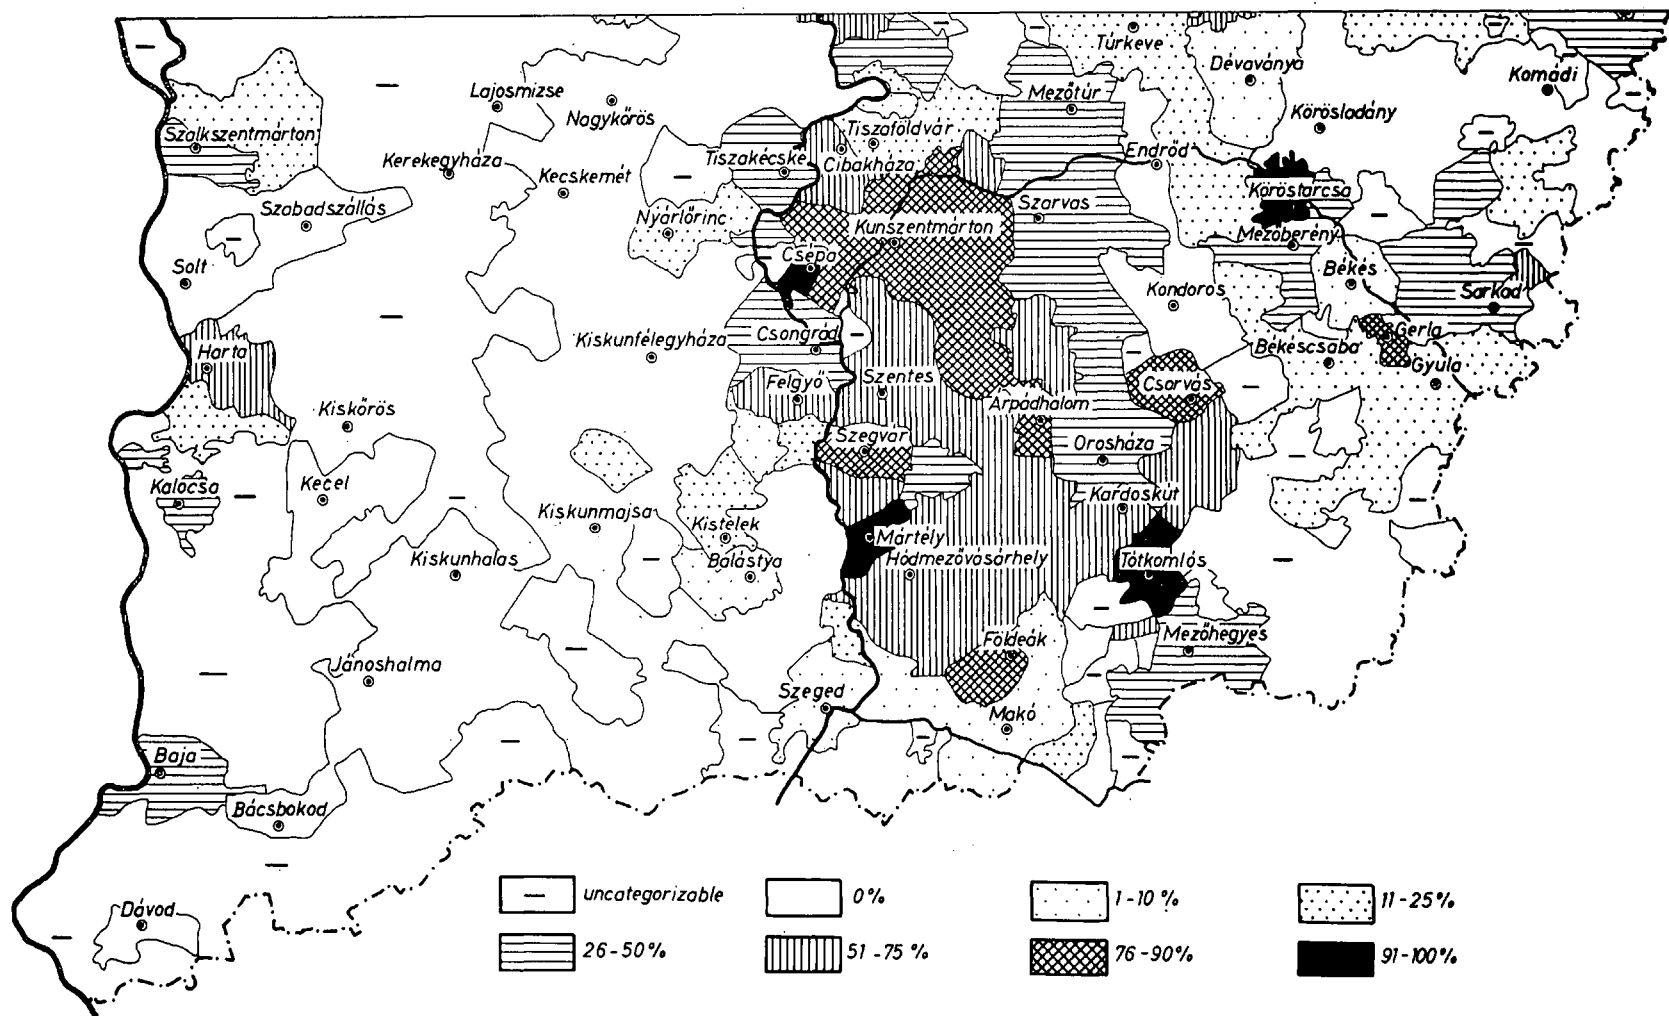 Túrkeve
Dévaványa
Komádi
Lajosmizse
Nagykőrös
Mezőtúr
Körösladány
Szalkszentmárton
Tiszaföldvár
Kerekegyháza
Kecskemét
Tiszakécske
Cibakháza
Endrőd
Köröstarcsa
Szabadszállás
Nyárlőrinc
Kunszentmárton
Szarvas
Mezőberény
Solt
Csépa
Békés
Kondoros
Sarkad
Harta
Kiskunfélegyháza
Csongrád
Gerla
Békéscsaba
Gyula
Felgyő
Szentes
Csorvás
Kiskőrös
Árpádhalom
Szegvár
Orosháza
Kalocsa
Kecel
Kardoskút
Kiskunmajsa
Kistelek
Mártély
Kiskunhalas
Balástya
Hódmezővásárhely
Tótkomlós
Jánoshalma
Földeák
Mezőhegyes
Szeged
Makó
Baja
Bácsbokod
Dávod
– uncategorizable
0%
1-10%
11-25%
26-50%
51-75%
76-90%
91-100%